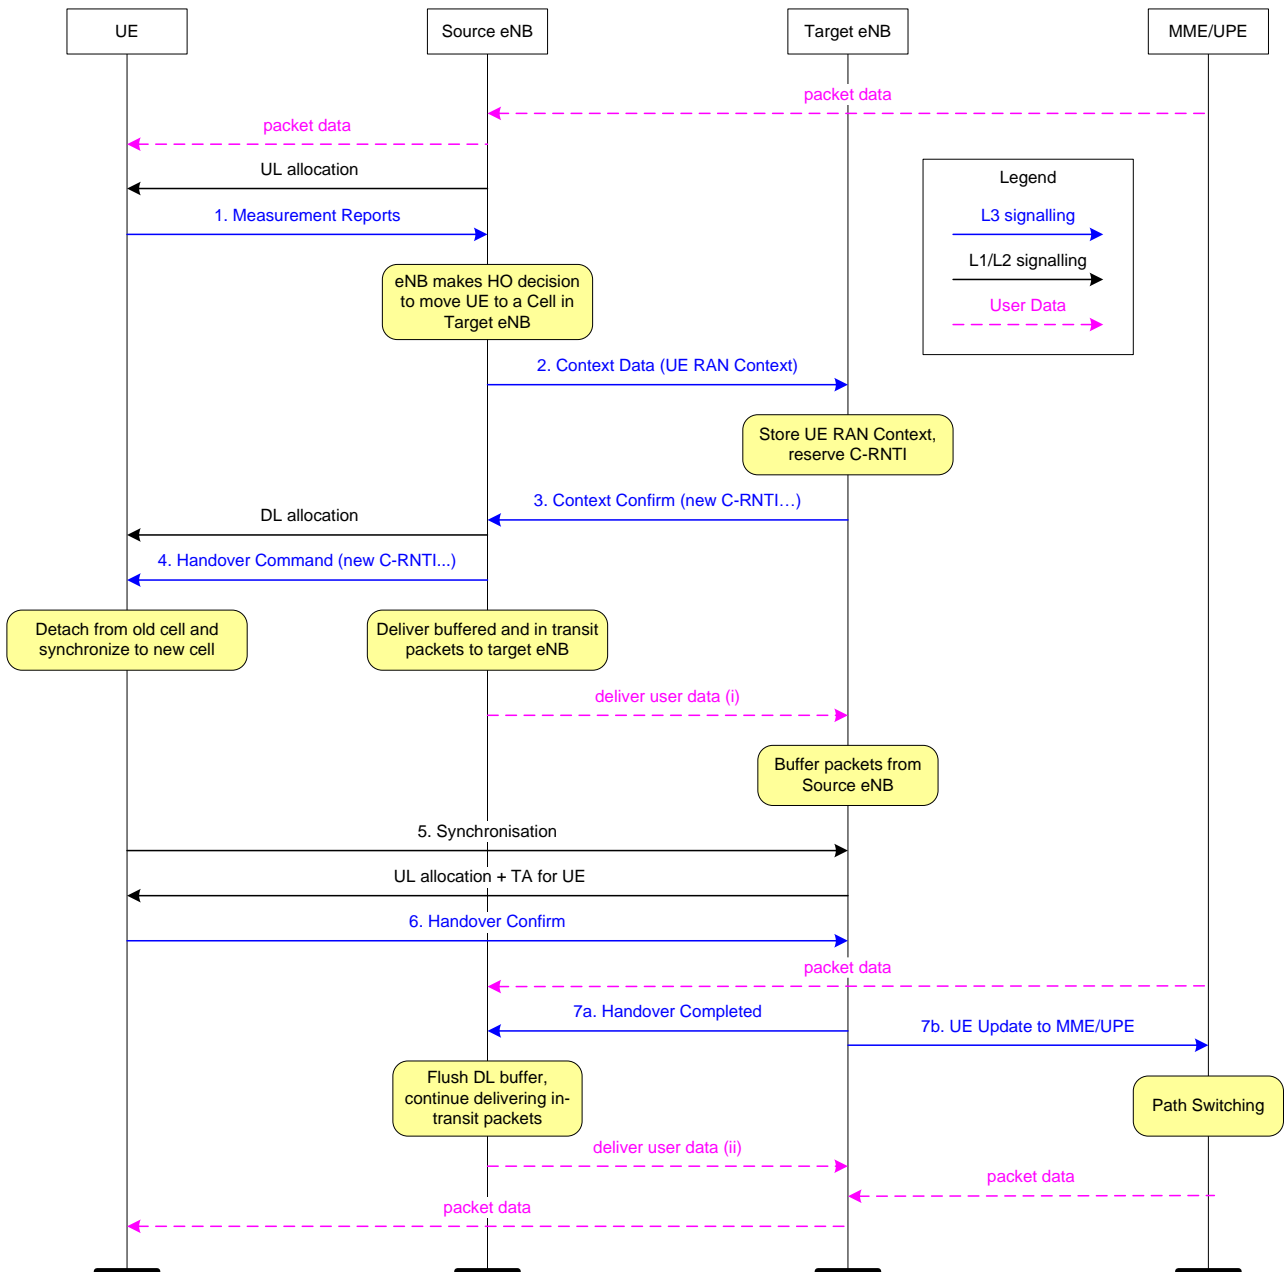 UE
Source eNB
Target eNB
MME/UPE
packet data
packet data
UL allocation
Legend
L3 signalling
L1/L2 signalling
User Data
1. Measurement Reports
eNB makes HO decision
to move UE to a Cell in
Target eNB
2. Context Data (UE RAN Context)
Store UE RAN Context,
reserve C-RNTI
3. Context Confirm (new C-RNTI…)
DL allocation
4. Handover Command (new C-RNTI...)
Detach from old cell and
synchronize to new cell
Deliver buffered and in transit
packets to target eNB
deliver user data (i)
Buffer packets from
Source eNB
5. Synchronisation
UL allocation + TA for UE
6. Handover Confirm
packet data
7a. Handover Completed
7b. UE Update to MME/UPE
Flush DL buffer,
continue delivering in-
transit packets
Path Switching
deliver user data (ii)
packet data
packet data